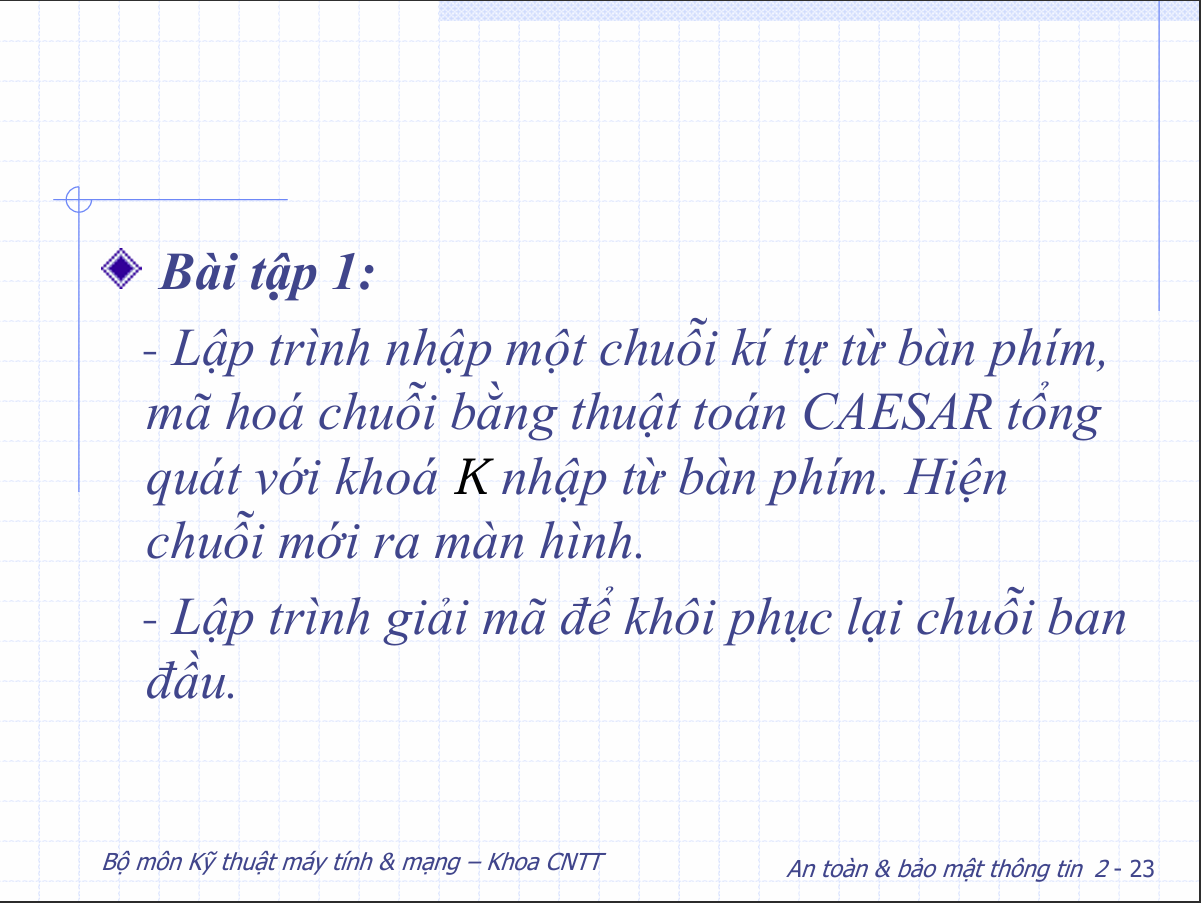 Bài tập 1:
- Lập trình nhập một chuỗi kí tự từ bàn phím,
mã hoá chuỗi bằng thuật toán CAESAR tổng
quát với khoá K nhập từ bàn phím. Hiện
chuỗi mới ra màn hình.
- Lập trình giải mã để khôi phục lại chuỗi ban
đầu.
Bộ môn Kỹ thuật máy tính & mạng – Khoa CNTT
An toàn & bảo mật thông tin 2 - 23